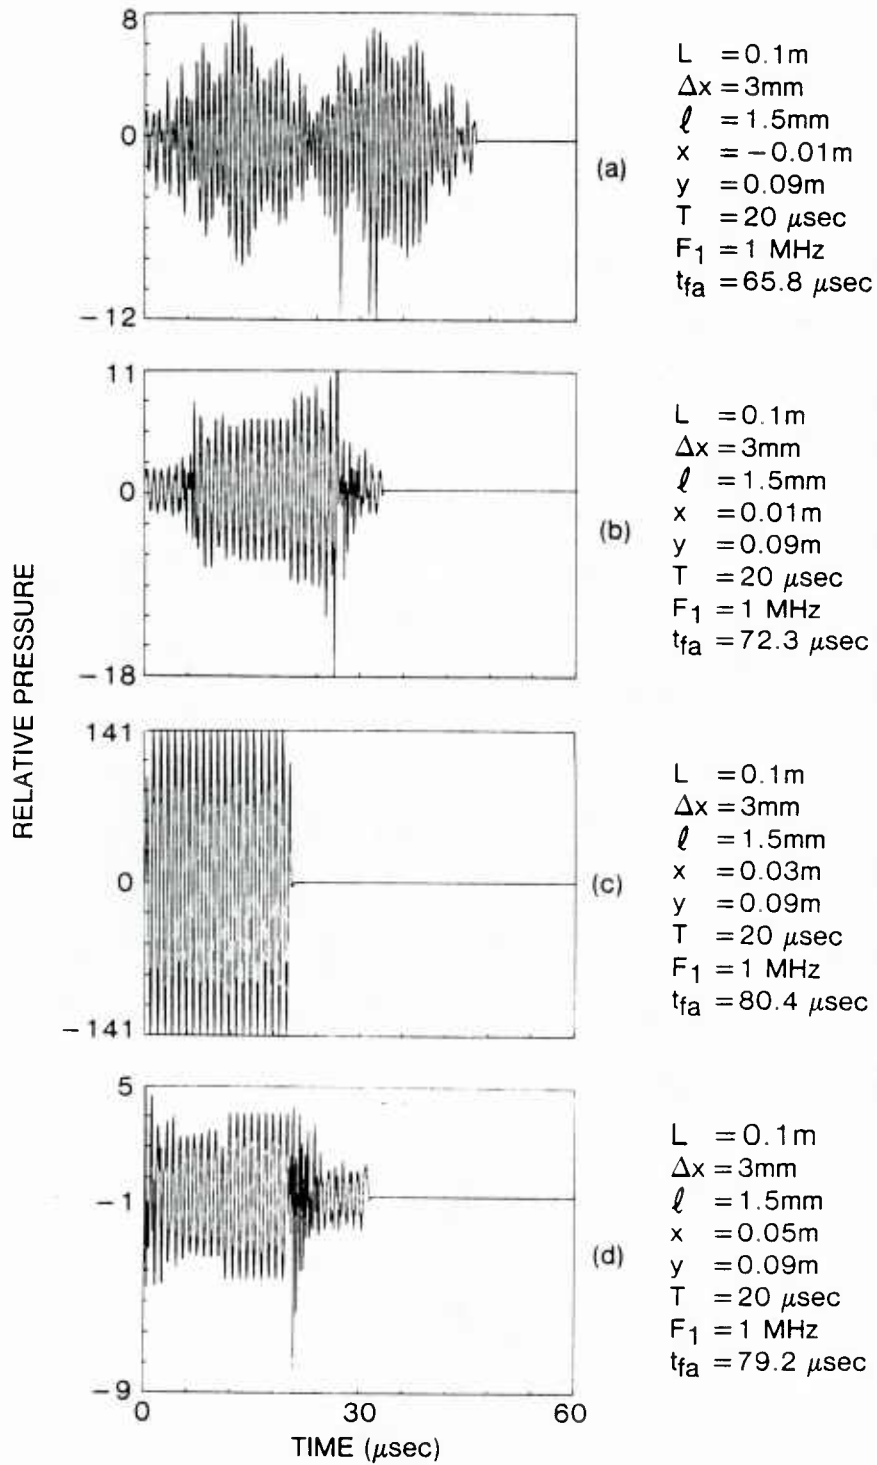 RELATIVE PRESSURE
8
0
−12
(a)
L = 0.1m
Δx = 3mm
ℓ = 1.5mm
x = −0.01m
y = 0.09m
T = 20 μsec
F1 = 1 MHz
tfa = 65.8 μsec
11
0
−18
(b)
L = 0.1m
Δx = 3mm
ℓ = 1.5mm
x = 0.01m
y = 0.09m
T = 20 μsec
F1 = 1 MHz
tfa = 72.3 μsec
141
0
−141
(c)
L = 0.1m
Δx = 3mm
ℓ = 1.5mm
x = 0.03m
y = 0.09m
T = 20 μsec
F1 = 1 MHz
tfa = 80.4 μsec
5
−1
−9
(d)
L = 0.1m
Δx = 3mm
ℓ = 1.5mm
x = 0.05m
y = 0.09m
T = 20 μsec
F1 = 1 MHz
tfa = 79.2 μsec
0 30 60
TIME (μsec)